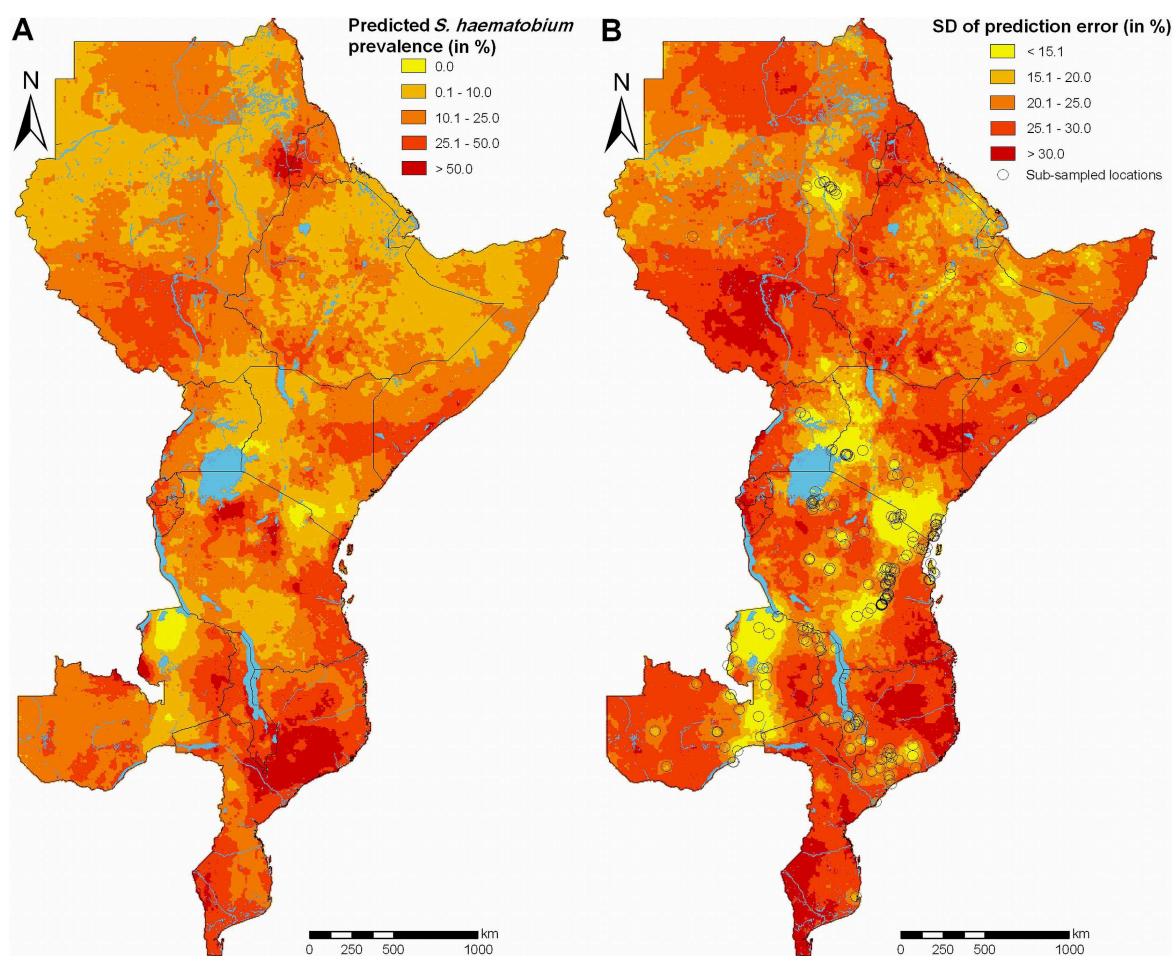 A
Predicted S. haematobium
prevalence (in %)
0.0
0.1 - 10.0
10.1 - 25.0
25.1 - 50.0
> 50.0
N
km
0 250 500 1000
B
SD of prediction error (in %)
< 15.1
15.1 - 20.0
20.1 - 25.0
25.1 - 30.0
> 30.0
Sub-sampled locations
N
km
0 250 500 1000